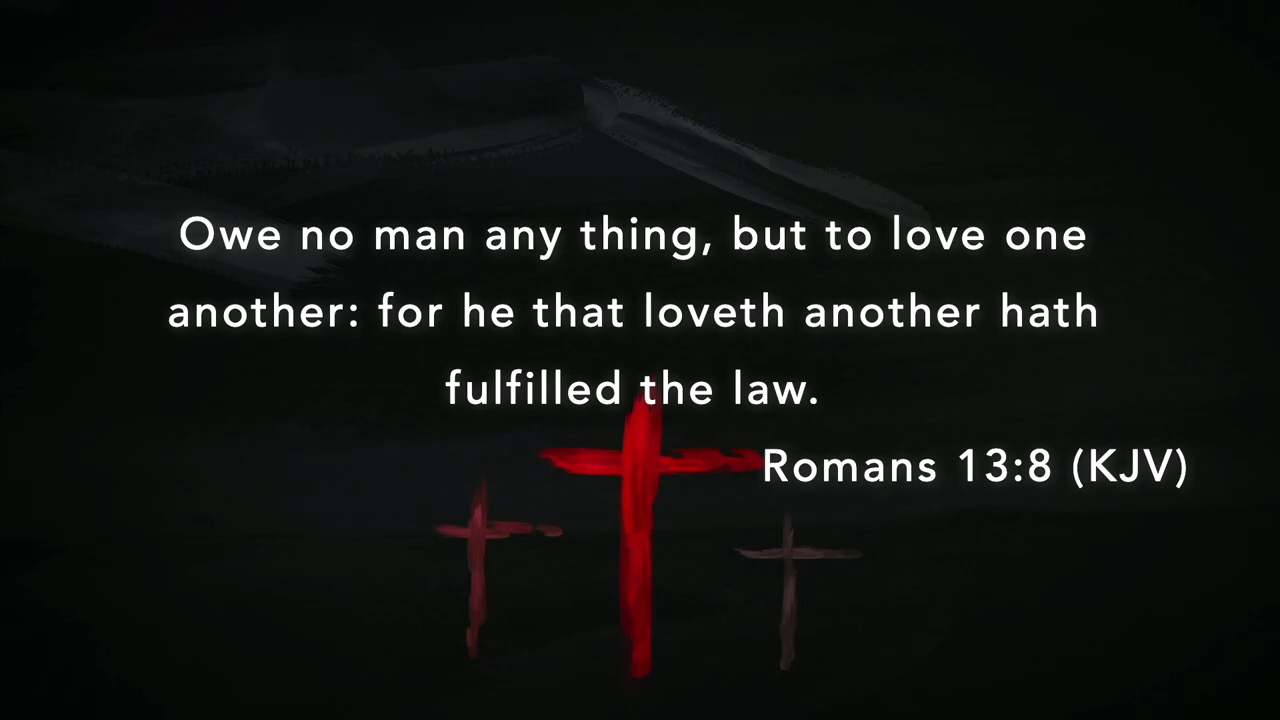 Owe no man any thing, but to love one
another: for he that loveth another hath
fulfilled the law.
Romans 13:8 (KJV)